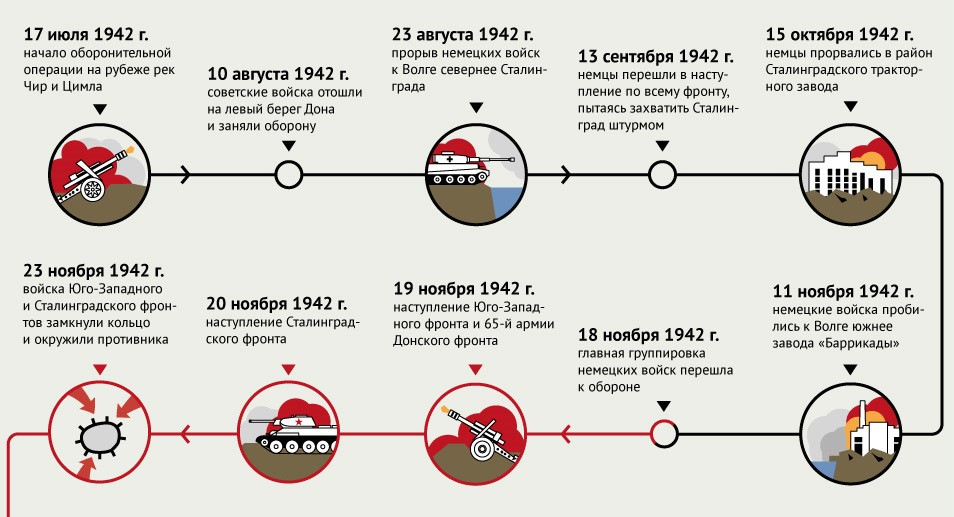 17 июля 1942 г.
начало оборонительной
операции на рубеже рек
Чир и Цимла
10 августа 1942 г.
советские войска отошли
на левый берег Дона
и заняли оборону
23 августа 1942 г.
прорыв немецких войск
к Волге севернее Сталин-
града
13 сентября 1942 г.
немцы перешли в насту-
пление по всему фронту,
пытаясь захватить Сталин-
град штурмом
15 октября 1942 г.
немцы прорвались в район
Сталинградского трактор-
ного завода
23 ноября 1942 г.
войска Юго-Западного
и Сталинградского фрон-
тов замкнули кольцо
и окружили противника
20 ноября 1942 г.
наступление Сталинград-
ского фронта
19 ноября 1942 г.
наступление Юго-Запад-
ного фронта и 65-й армии
Донского фронта
18 ноября 1942 г.
главная группировка
немецких войск перешла
к обороне
11 ноября 1942 г.
немецкие войска проби-
лись к Волге южнее
завода «Баррикады»